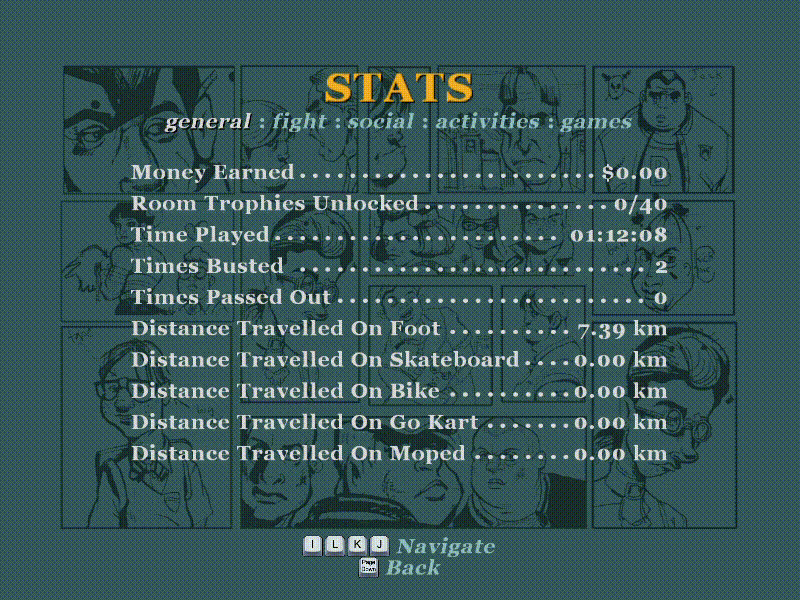 STATS
general : fight : social : activities : games
Money Earned ........................ $0.00
Room Trophies Unlocked ............... 0/40
Time Played ....................... 01:12:08
Times Busted ............................ 2
Times Passed Out ......................... 0
Distance Travelled On Foot .......... 7.39 km
Distance Travelled On Skateboard ....0.00 km
Distance Travelled On Bike ...........0.00 km
Distance Travelled On Go Kart .......0.00 km
Distance Travelled On Moped ........0.00 km
I L K J Navigate
Page Down Back